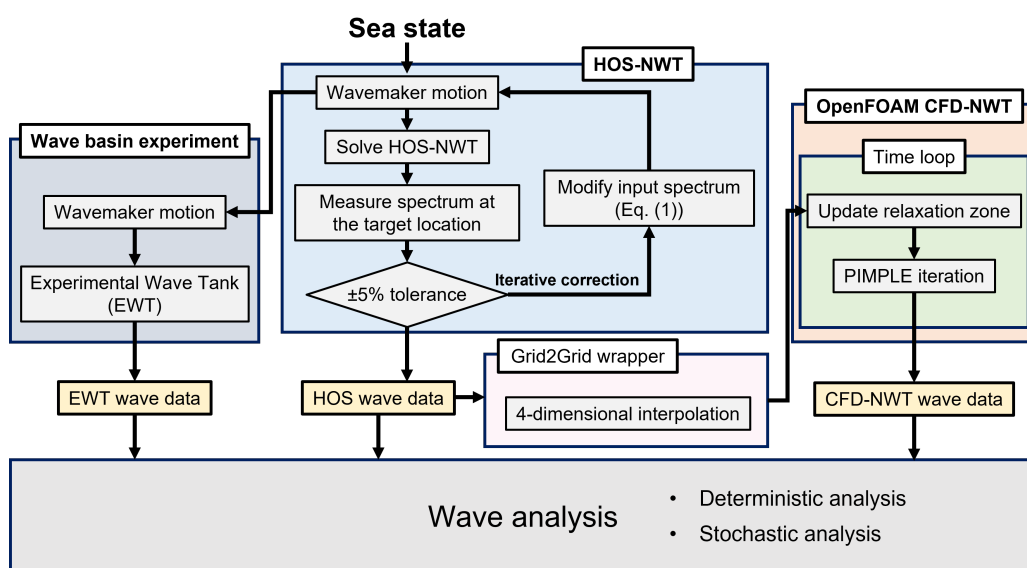 Sea state
HOS-NWT
Wavemaker motion
Solve HOS-NWT
Measure spectrum at
the target location
±5% tolerance
Iterative correction
Modify input spectrum
(Eq. (1))
Wave basin experiment
Wavemaker motion
Experimental Wave Tank
(EWT)
OpenFOAM CFD-NWT
Time loop
Update relaxation zone
PIMPLE iteration
Grid2Grid wrapper
4-dimensional interpolation
EWT wave data
HOS wave data
CFD-NWT wave data
Wave analysis
• Deterministic analysis
• Stochastic analysis